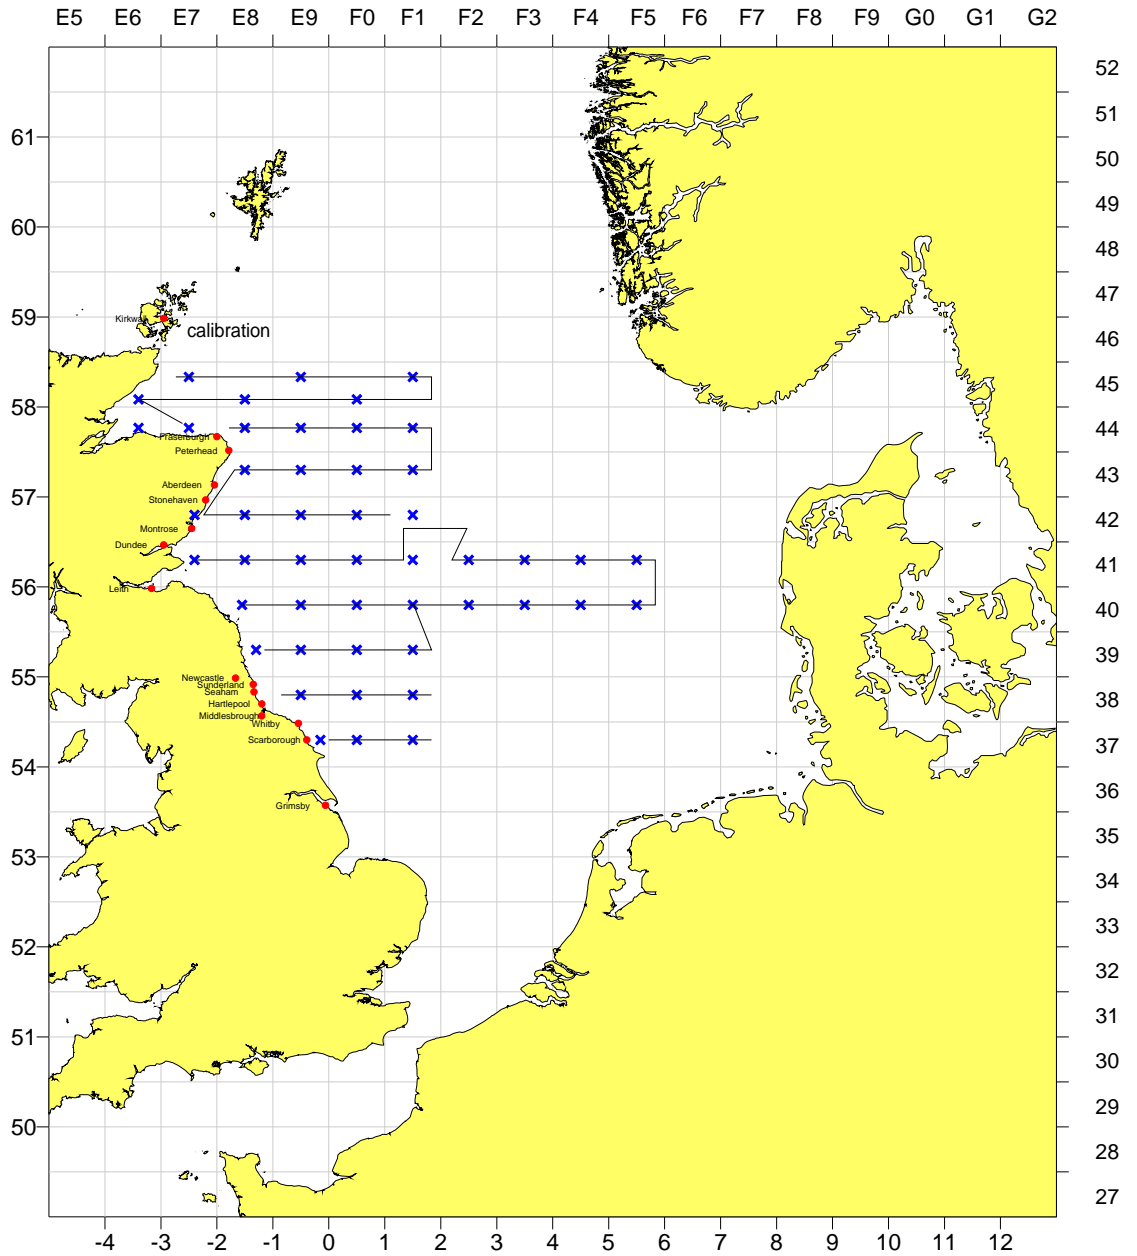 E5 E6 E7 E8 E9 F0 F1 F2 F3 F4 F5 F6 F7 F8 F9 G0 G1 G2
52
51
61
50
49
60
48
47
59
Kirkwall
calibration
46
45
58
44
Fraserburgh
Peterhead
43
Aberdeen
57
Stonehaven
42
Montrose
Dundee
41
56
Leith
40
39
55
Newcastle
Sunderland
Seaham
38
Hartlepool
Middlesbrough
Whitby
Scarborough
37
54
36
Grimsby
35
53
34
33
52
32
31
51
30
29
50
28
27
-4 -3 -2 -1 0 1 2 3 4 5 6 7 8 9 10 11 12